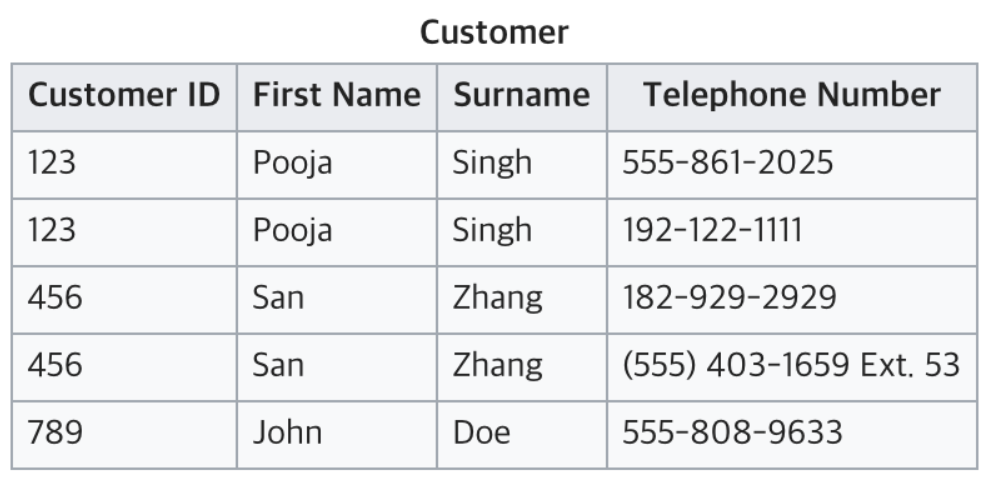 Customer
Customer ID First Name Surname Telephone Number
123 Pooja Singh 555-861-2025
123 Pooja Singh 192-122-1111
456 San Zhang 182-929-2929
456 San Zhang (555) 403-1659 Ext. 53
789 John Doe 555-808-9633